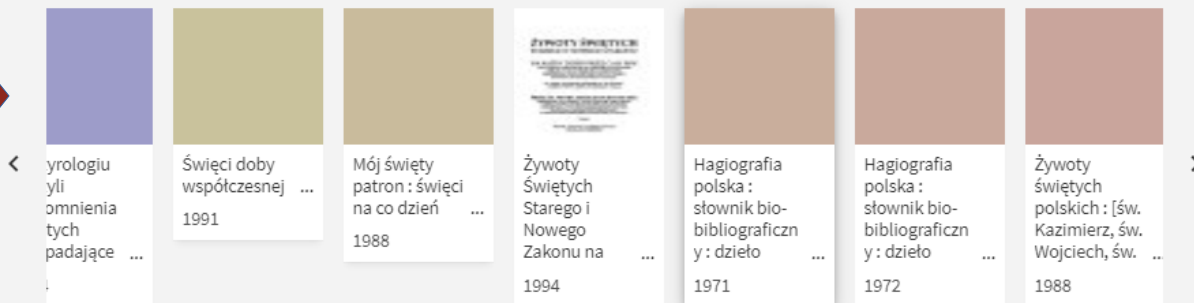 yrologiu
yli
omnienia
tych
padające ...
Święci doby
współczesnej ...
1991
Mój święty
patron : święci
na co dzień ...
1988
ŻYWOTY ŚWIĘTYCH
Żywoty
Świętych
Starego i
Nowego
Zakonu na ...
1994
Hagiografia
polska :
słownik bio-
bibliograficzn
y : dzieło ...
1971
Hagiografia
polska :
słownik bio-
bibliograficzn
y : dzieło ...
1972
Żywoty
świętych
polskich : [św.
Kazimierz, św.
Wojciech, św. ...
1988